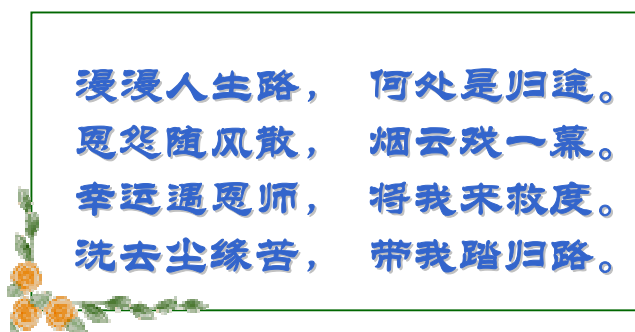 漫漫人生路， 何处是归途。
恩怨随风散， 烟云戏一幕。
幸运遇恩师， 将我来救度。
洗去尘缘苦， 带我踏归路。